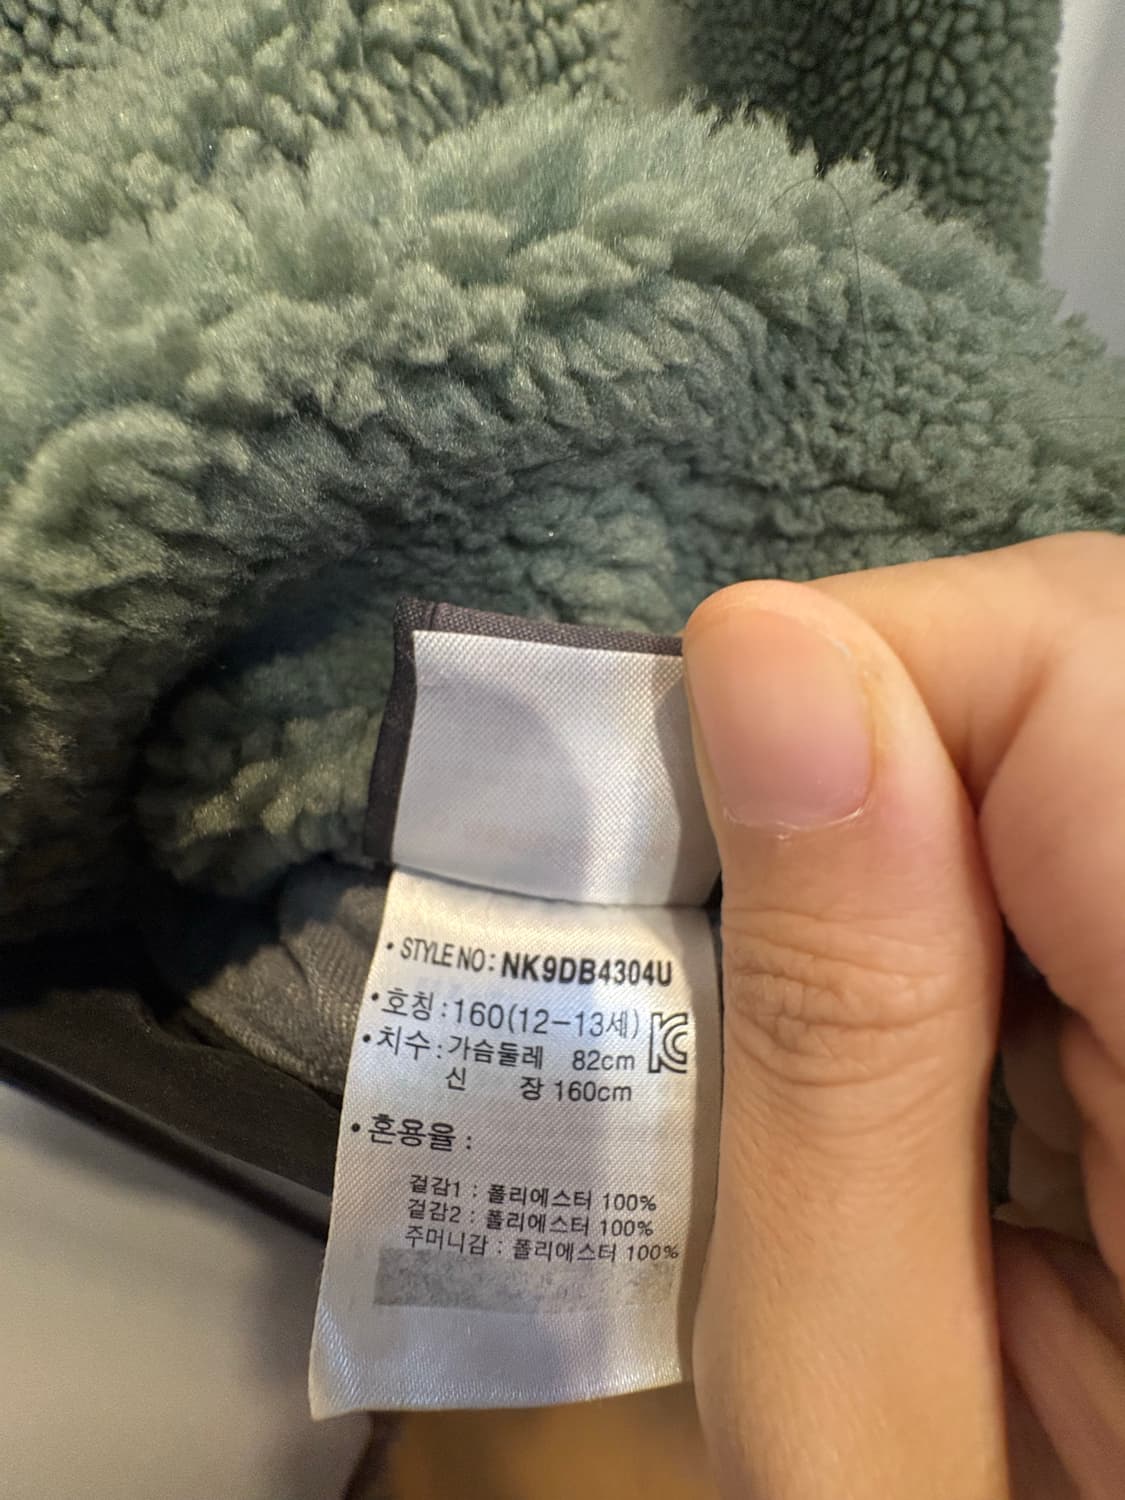 • STYLE NO : NK9DB4304U
• 호칭 : 160(12-13세)
• 치수 : 가슴둘레 82cm
신 장 160cm
• 혼용율 :
겉감1 : 폴리에스터 100%
겉감2 : 폴리에스터 100%
주머니감 : 폴리에스터 100%